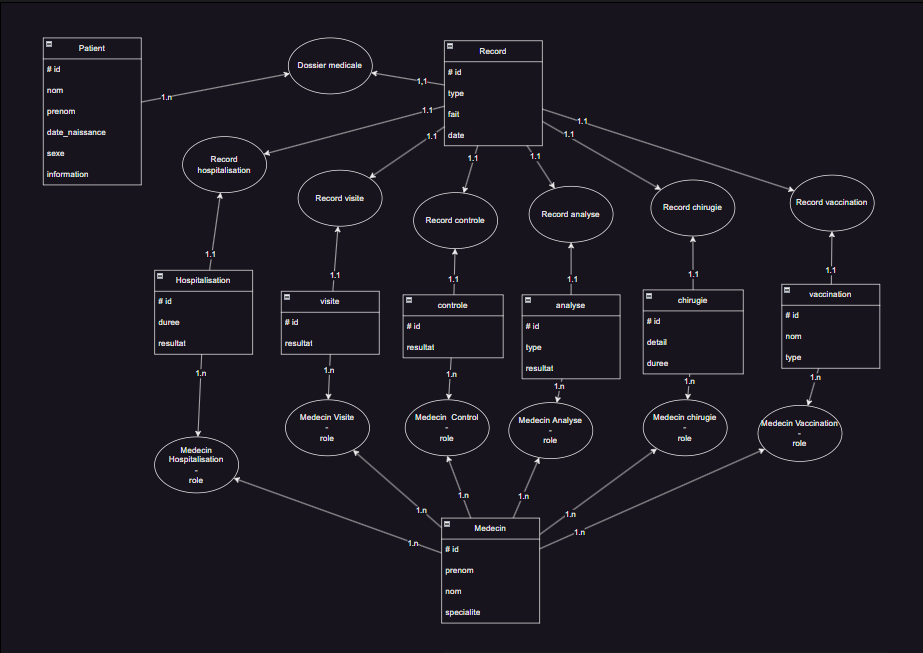 Patient
# id
nom
prenom
date_naissance
sexe
information
1.n
Dossier medicale
1.1
Record
# id
type
fait
date
1.1
1.1
1.1
1.1
1.1
1.1
Record
hospitalisation
Record visite
Record controle
Record analyse
Record chirugie
Record vaccination
1.1
1.1
1.1
1.1
1.1
1.1
Hospitalisation
# id
duree
resultat
visite
# id
resultat
controle
# id
resultat
analyse
# id
type
resultat
chirugie
# id
detail
duree
vaccination
# id
nom
type
1.n
1.n
1.n
1.n
1.n
1.n
Medecin
Hospitalisation
-
role
Medecin Visite
-
role
Medecin Control
-
role
Medecin Analyse
-
role
Medecin chirugie
-
role
Medecin Vaccination
-
role
1.n
1.n
1.n
1.n
1.n
1.n
Medecin
# id
prenom
nom
specialite